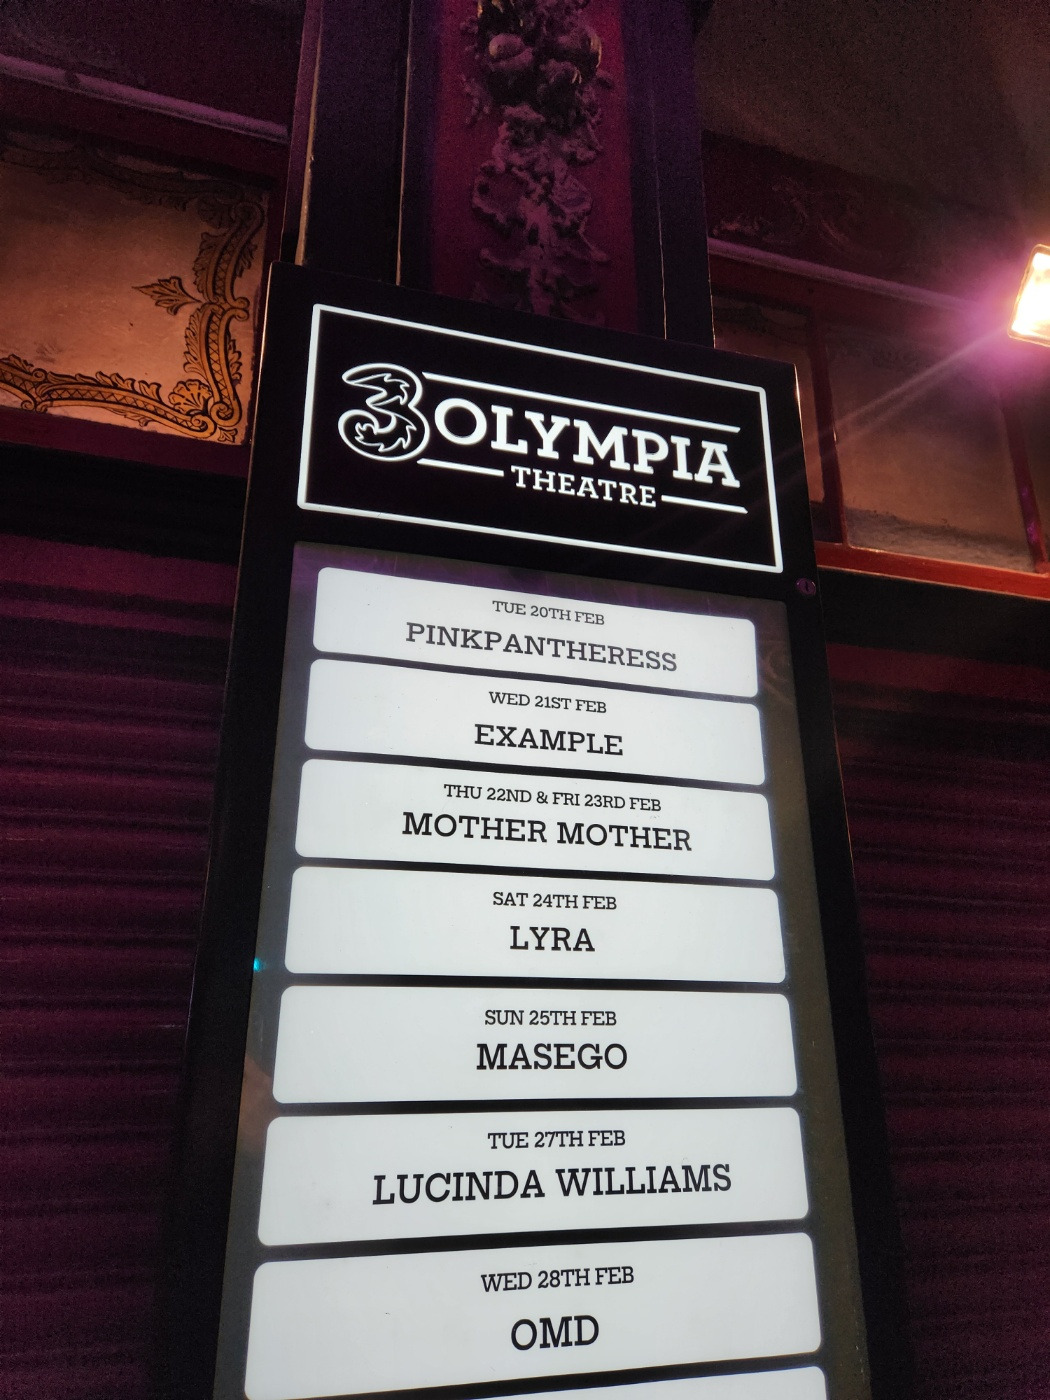 3OLYMPIA
THEATRE
TUE 20TH FEB
PINKPANTHERESS
WED 21ST FEB
EXAMPLE
THU 22ND & FRI 23RD FEB
MOTHER MOTHER
SAT 24TH FEB
LYRA
SUN 25TH FEB
MASEGO
TUE 27TH FEB
LUCINDA WILLIAMS
WED 28TH FEB
OMD